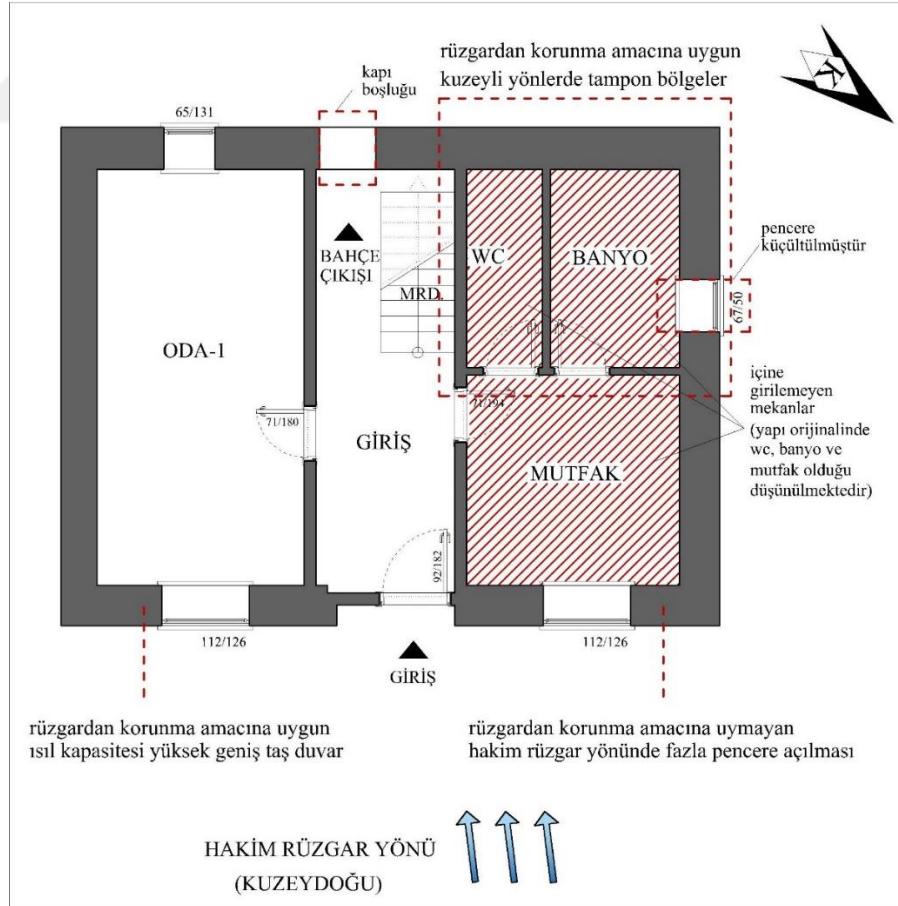 rüzgardan korunma amacına uygun
kuzeyli yönlerde tampon bölgeler
K
kapı
boşluğu
65/131
pencere
küçültülmüştür
WC
BANYO
BAHÇE
ÇIKIŞI
MRD.
67/50
ODA-1
içine
girilemeyen
mekanlar
(yapı orijinalinde
wc, banyo ve
mutfak olduğu
düşünülmektedir)
71/180
71/194
GİRİŞ
MUTFAK
92/182
112/126
112/126
GİRİŞ
rüzgardan korunma amacına uygun
ısıl kapasitesi yüksek geniş taş duvar
rüzgardan korunma amacına uymayan
hakim rüzgar yönünde fazla pencere açılması
HAKİM RÜZGAR YÖNÜ
(KUZEYDOĞU)